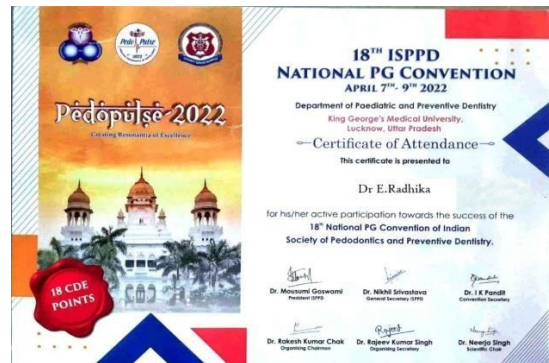 Pedo Pulse
2022
Pedopulse 2022
Creating Resonantia of Excellence
18 CDE
POINTS
18TH ISPPD
NATIONAL PG CONVENTION
APRIL 7TH- 9TH 2022
Department of Paediatric and Preventive Dentistry
King George's Medical University,
Lucknow, Uttar Pradesh
Certificate of Attendance
This certificate is presented to
Dr E.Radhika
for his/her active participation towards the success of the
18th National PG Convention of Indian
Society of Pedodontics and Preventive Dentistry.
Dr. Mousumi Goswami
President ISPPD
Dr. Nikhil Srivastava
General Secretary ISPPD
Dr. I K Pandit
Convention Secretary
Dr. Rakesh Kumar Chak
Organising Chairman
Dr. Rajeev Kumar Singh
Organising Secretary
Dr. Neerja Singh
Scientific Chair